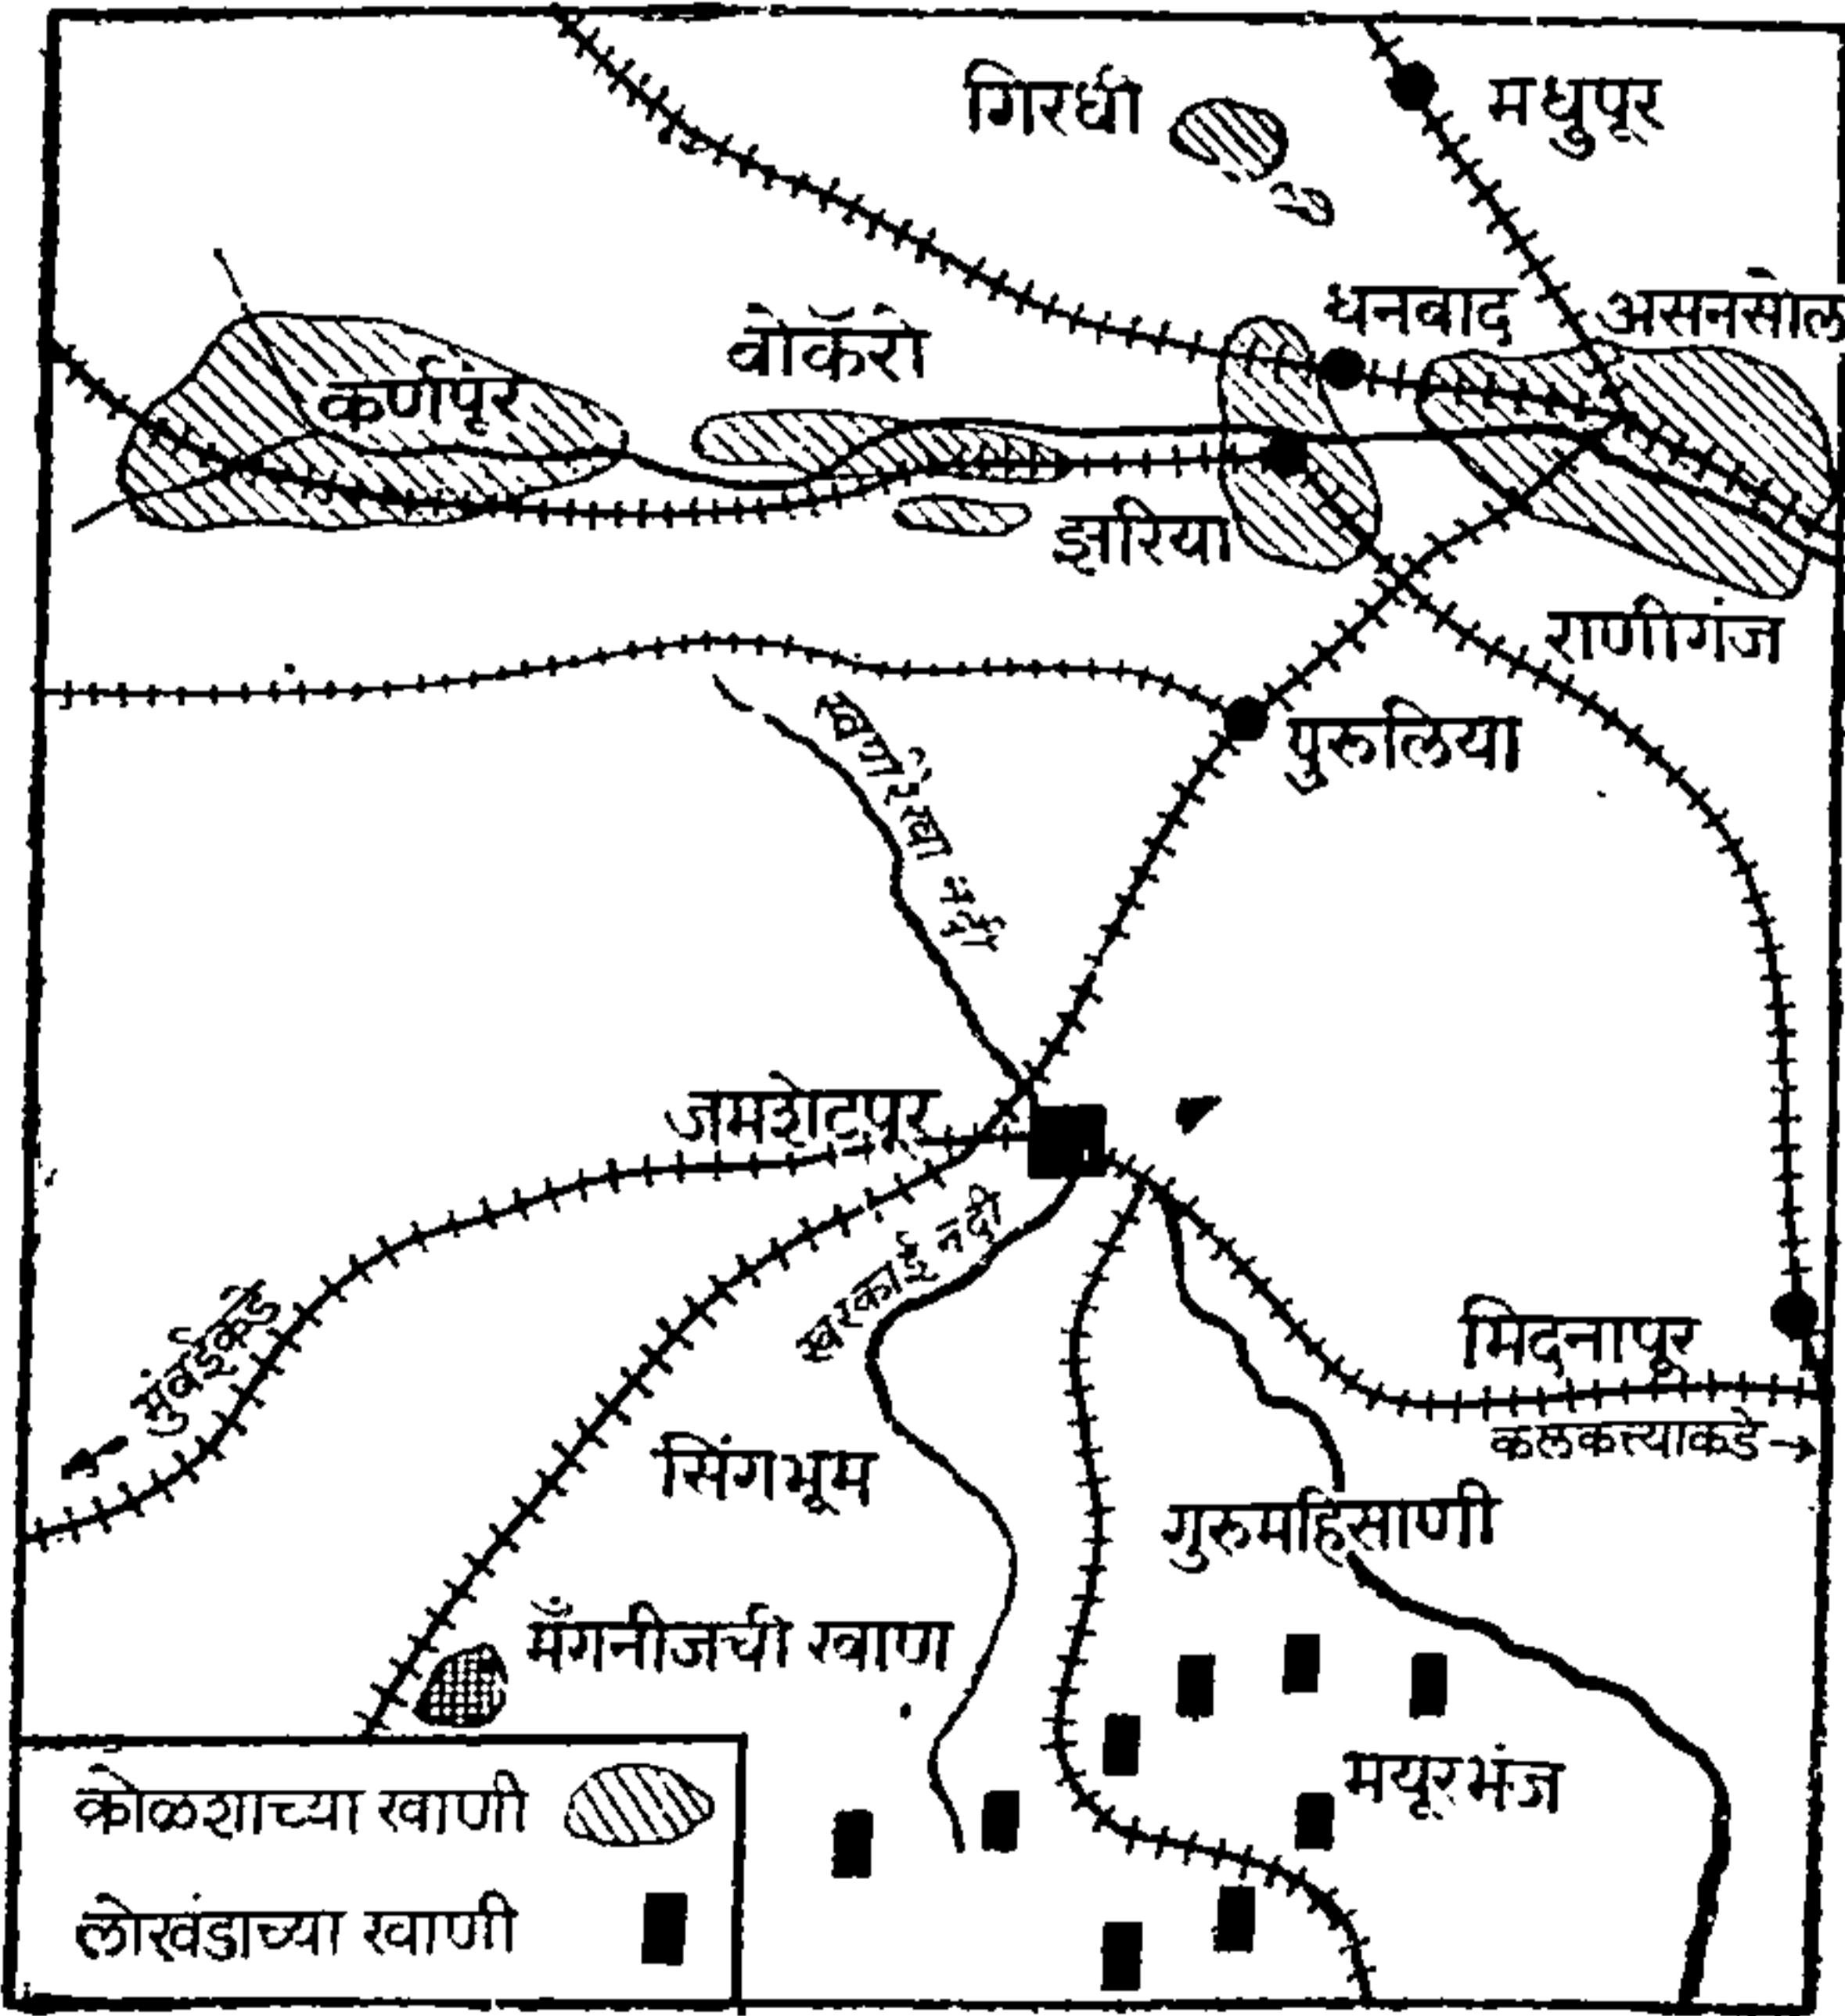 गिरधी
मधुपूर
धनबाद
असनसोल
बोकॅरो
कर्णपूर
झरिया
राणीगंज
पुरुलिया
नदी
जमशेटपूर
खरकाई नदी
मुंबईकडे
मिदनापूर
कलकत्त्याकडे
सिंगभूम
गुरुमहिसाणी
मँगनीजची खाण
मयूरभंज
कोळशाच्या खाणी
लोखंडाच्या खाणी